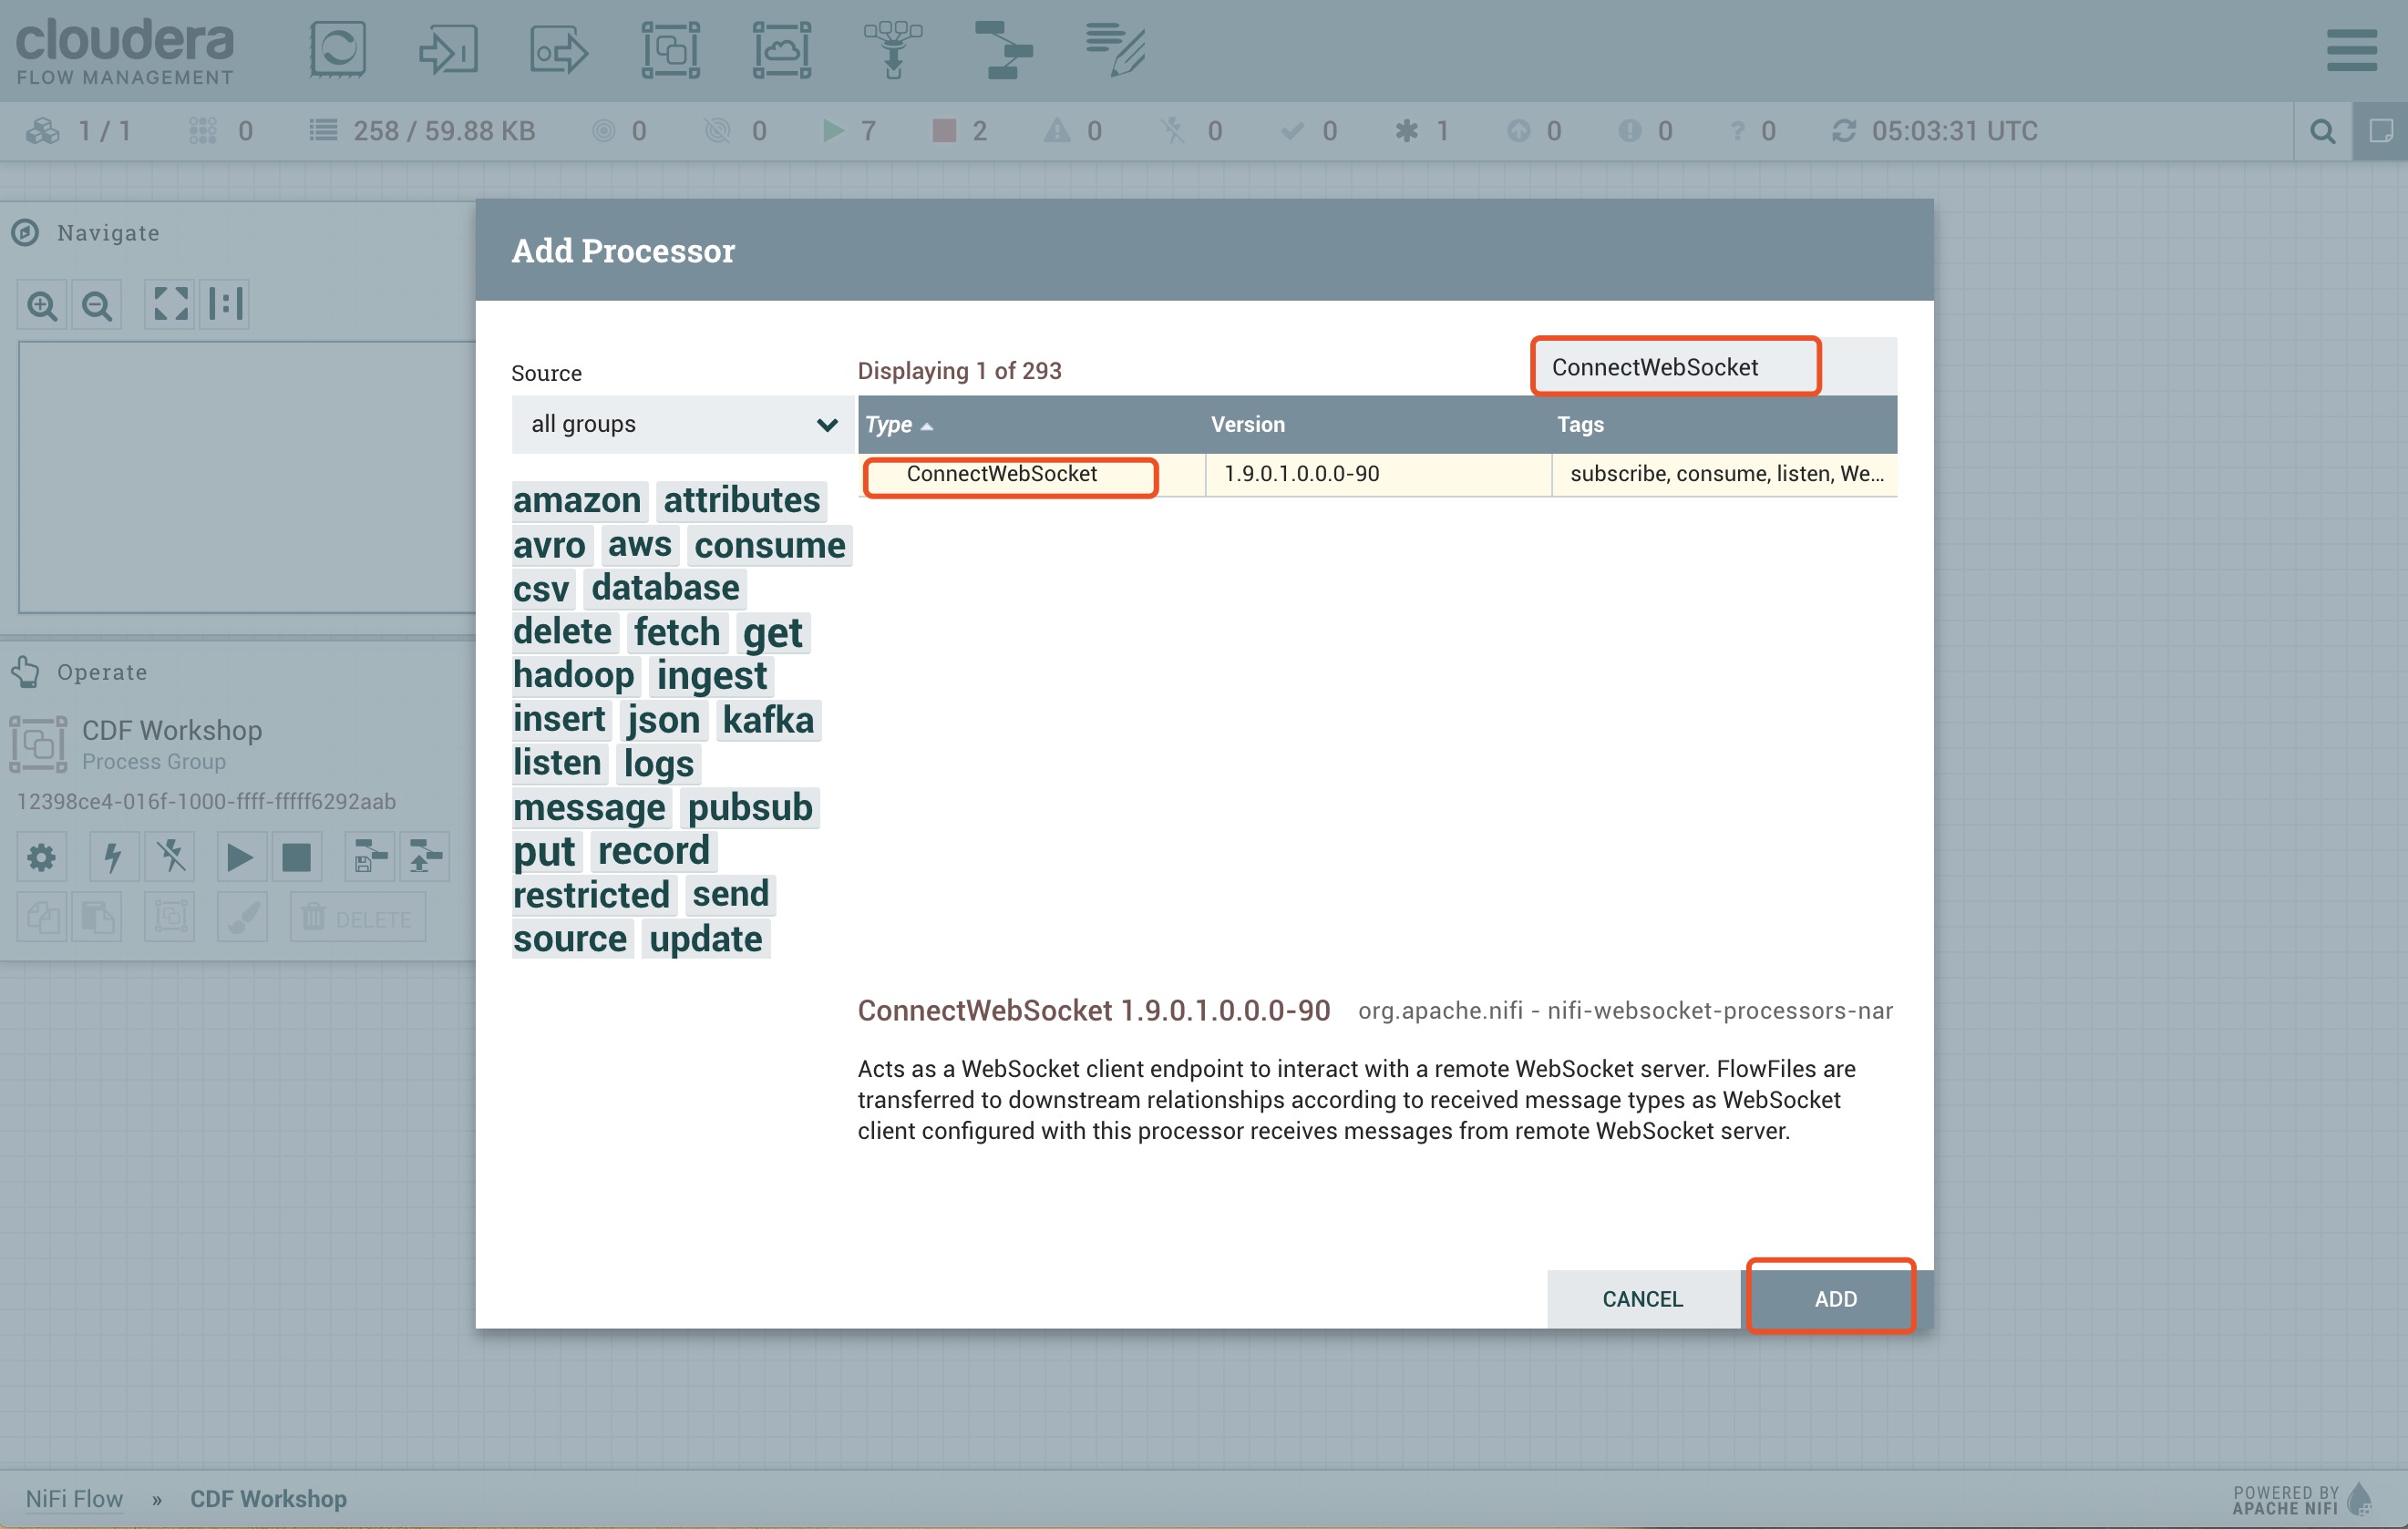 cloudera
FLOW MANAGEMENT
1 / 1 0 258 / 59.88 KB 0 0 7 2 0 0 0 1 0 0 ? 0 05:03:31 UTC
Navigate
Operate
CDF Workshop
Process Group
12398ce4-016f-1000-ffff-fffff6292aab
DELETE
Add Processor
Source
Displaying 1 of 293
ConnectWebSocket
all groups
Type Version Tags
ConnectWebSocket 1.9.0.1.0.0.0-90 subscribe, consume, listen, We...
amazon attributes
avro aws consume
csv database
delete fetch get
hadoop ingest
insert json kafka
listen logs
message pubsub
put record
restricted send
source update
ConnectWebSocket 1.9.0.1.0.0.0-90 org.apache.nifi - nifi-websocket-processors-nar
Acts as a WebSocket client endpoint to interact with a remote WebSocket server. FlowFiles are
transferred to downstream relationships according to received message types as WebSocket
client configured with this processor receives messages from remote WebSocket server.
CANCEL ADD
NiFi Flow » CDF Workshop
POWERED BY
APACHE NIFI